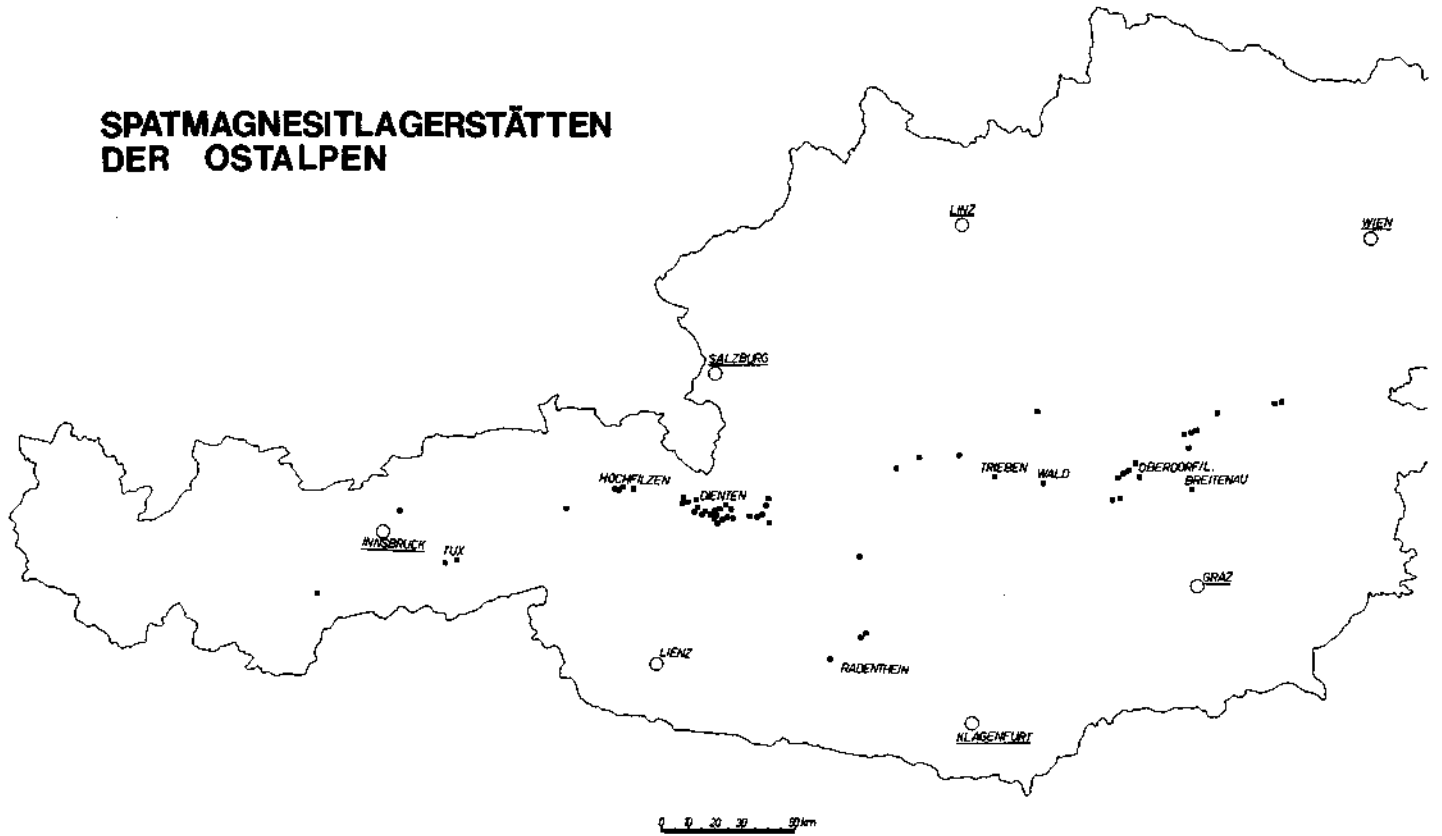 SPATMAGNESITLAGERSTÄTTEN
DER OSTALPEN
LINZ
WIEN
SALZBURG
HOCHFILZEN
DIENTEN
TRIEBEN
WALD
OBERDORF/L.
BREITENAU
INNSBRUCK
TUX
GRAZ
LIENZ
RADENTHEIN
KLAGENFURT
0 10 20 30 50 km